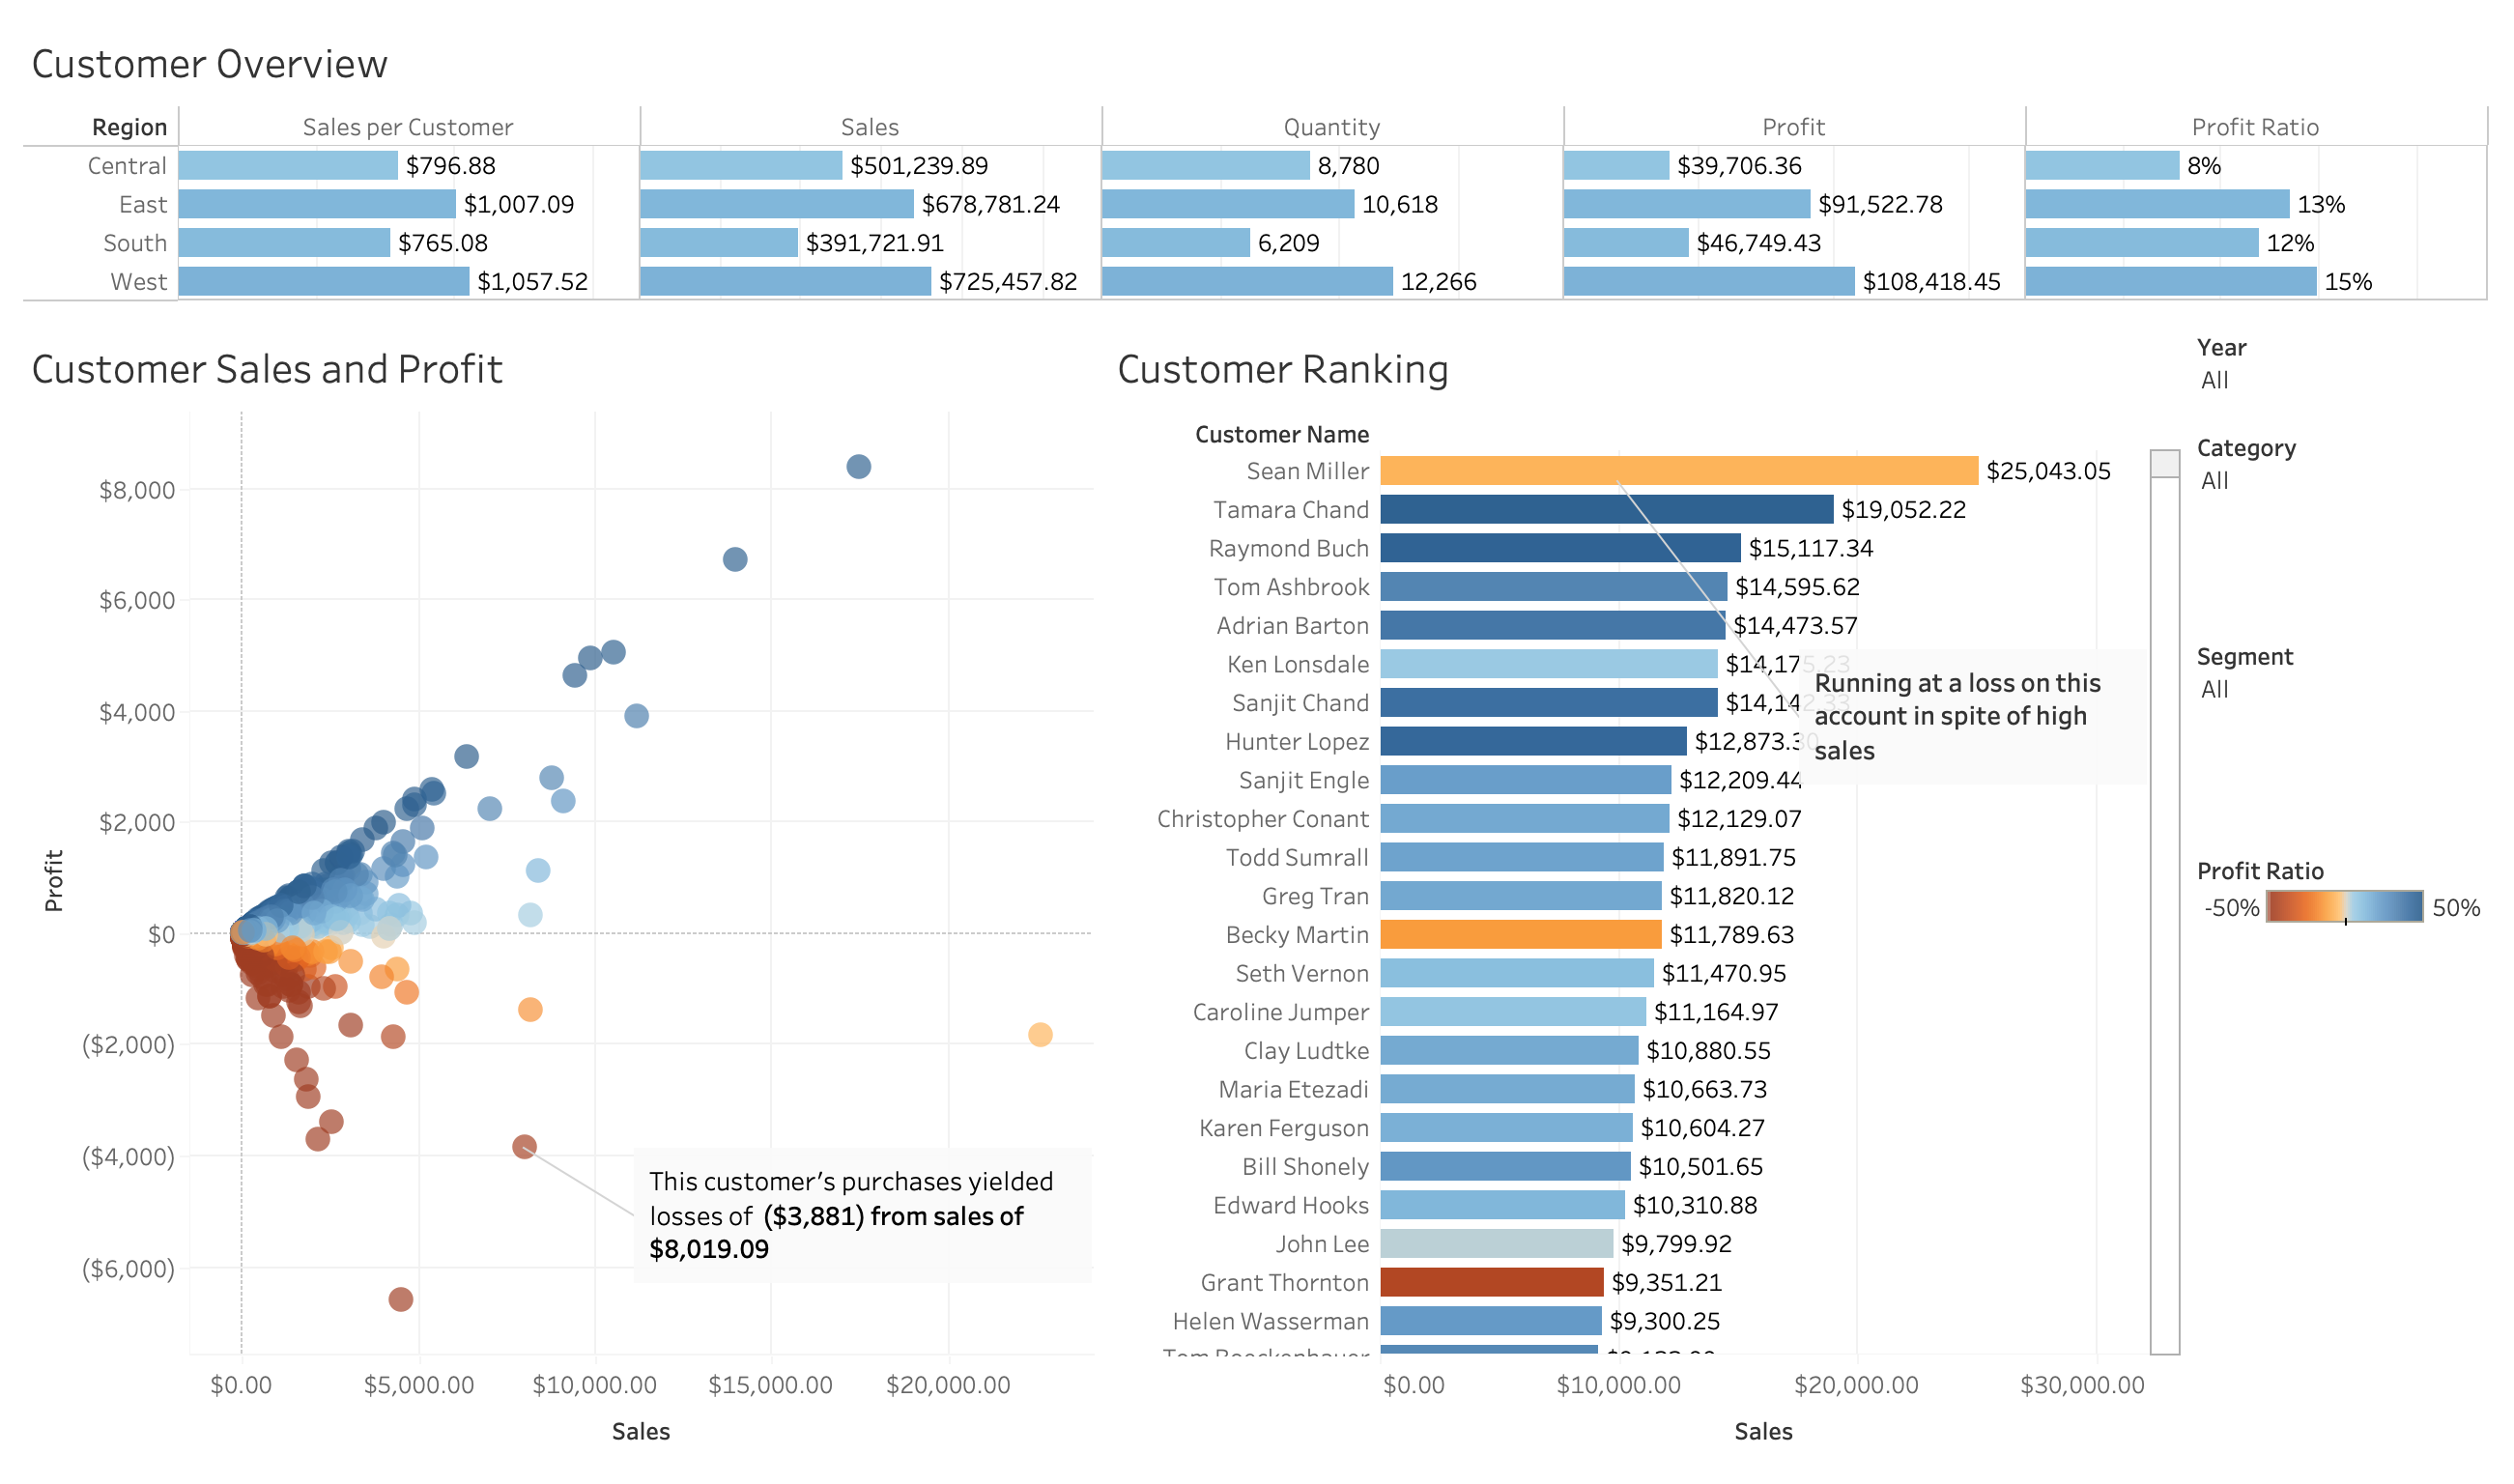 Customer Overview
Region Sales per Customer Sales Quantity Profit Profit Ratio
Central $796.88 $501,239.89 8,780 $39,706.36 8%
East $1,007.09 $678,781.24 10,618 $91,522.78 13%
South $765.08 $391,721.91 6,209 $46,749.43 12%
West $1,057.52 $725,457.82 12,266 $108,418.45 15%
Customer Sales and Profit
Profit
$8,000
$6,000
$4,000
$2,000
$0
($2,000)
($4,000)
($6,000)
This customer's purchases yielded
losses of ($3,881) from sales of
$8,019.09
$0.00 $5,000.00 $10,000.00 $15,000.00 $20,000.00
Sales
Customer Ranking
Customer Name
Sean Miller $25,043.05
Tamara Chand $19,052.22
Raymond Buch $15,117.34
Tom Ashbrook $14,595.62
Adrian Barton $14,473.57
Ken Lonsdale $14,175.23
Sanjit Chand $14,142.33
Hunter Lopez $12,873.30
Sanjit Engle $12,209.44
Christopher Conant $12,129.07
Todd Sumrall $11,891.75
Greg Tran $11,820.12
Becky Martin $11,789.63
Seth Vernon $11,470.95
Caroline Jumper $11,164.97
Clay Ludtke $10,880.55
Maria Etezadi $10,663.73
Karen Ferguson $10,604.27
Bill Shonely $10,501.65
Edward Hooks $10,310.88
John Lee $9,799.92
Grant Thornton $9,351.21
Helen Wasserman $9,300.25
Running at a loss on this
account in spite of high
sales
$0.00 $10,000.00 $20,000.00 $30,000.00
Sales
Year
All
Category
All
Segment
All
Profit Ratio
-50% 50%